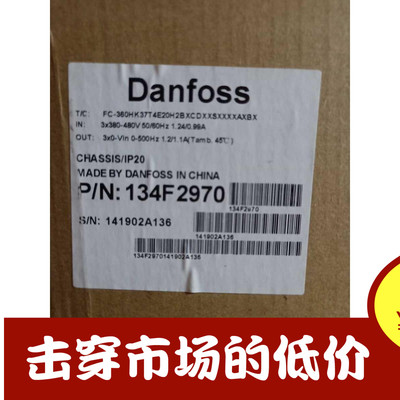 Danfoss
T/C: FC-360HK37T4E20H2BXCDXXSXXXXAXBX
IN: 3x380-480V 50/60Hz 1.24/0.99A
OUT: 3x0-Vin 0-500Hz 1.2/1.1A(Tamb. 45℃)
CHASSIS/IP20
MADE BY DANFOSS IN CHINA
P/N: 134F2970
134F2970
S/N: 141902A136
141902A136
134F2970141902A136
击穿市场的低价